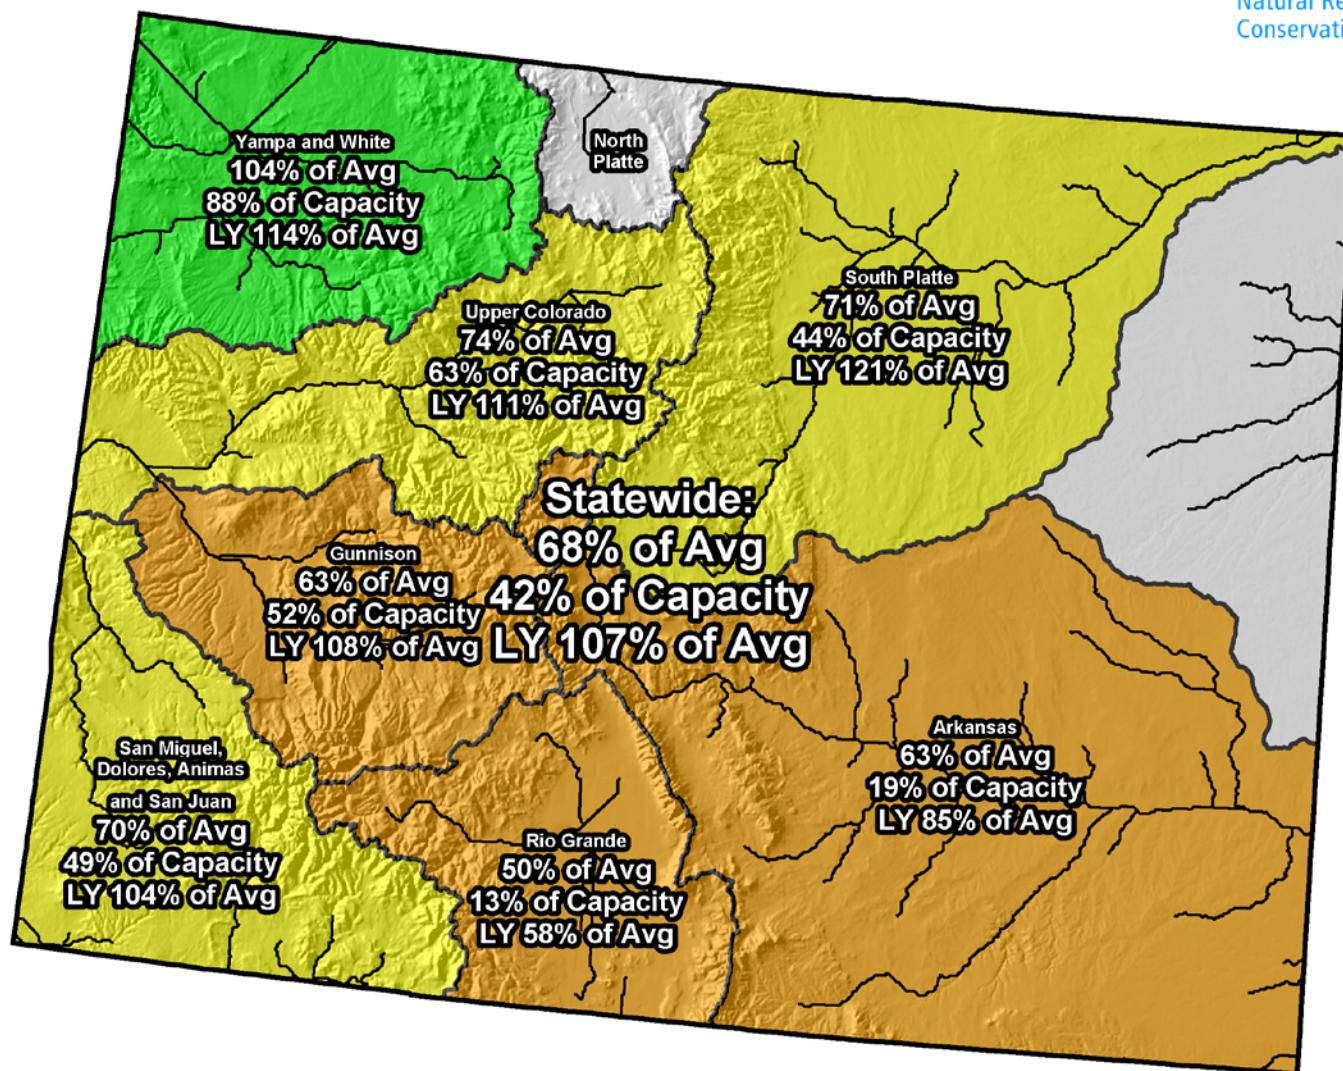 Natural Re
Conservati
Yampa and White
104% of Avg
88% of Capacity
LY 114% of Avg
North
Platte
South Platte
71% of Avg
44% of Capacity
LY 121% of Avg
Upper Colorado
74% of Avg
63% of Capacity
LY 111% of Avg
Statewide:
68% of Avg
42% of Capacity
LY 107% of Avg
Gunnison
63% of Avg
52% of Capacity
LY 108% of Avg
San Miquel,
Dolores, Animas
and San Juan
70% of Avg
49% of Capacity
LY 104% of Avg
Arkansas
63% of Avg
19% of Capacity
LY 85% of Avg
Rio Grande
50% of Avg
13% of Capacity
LY 58% of Avg